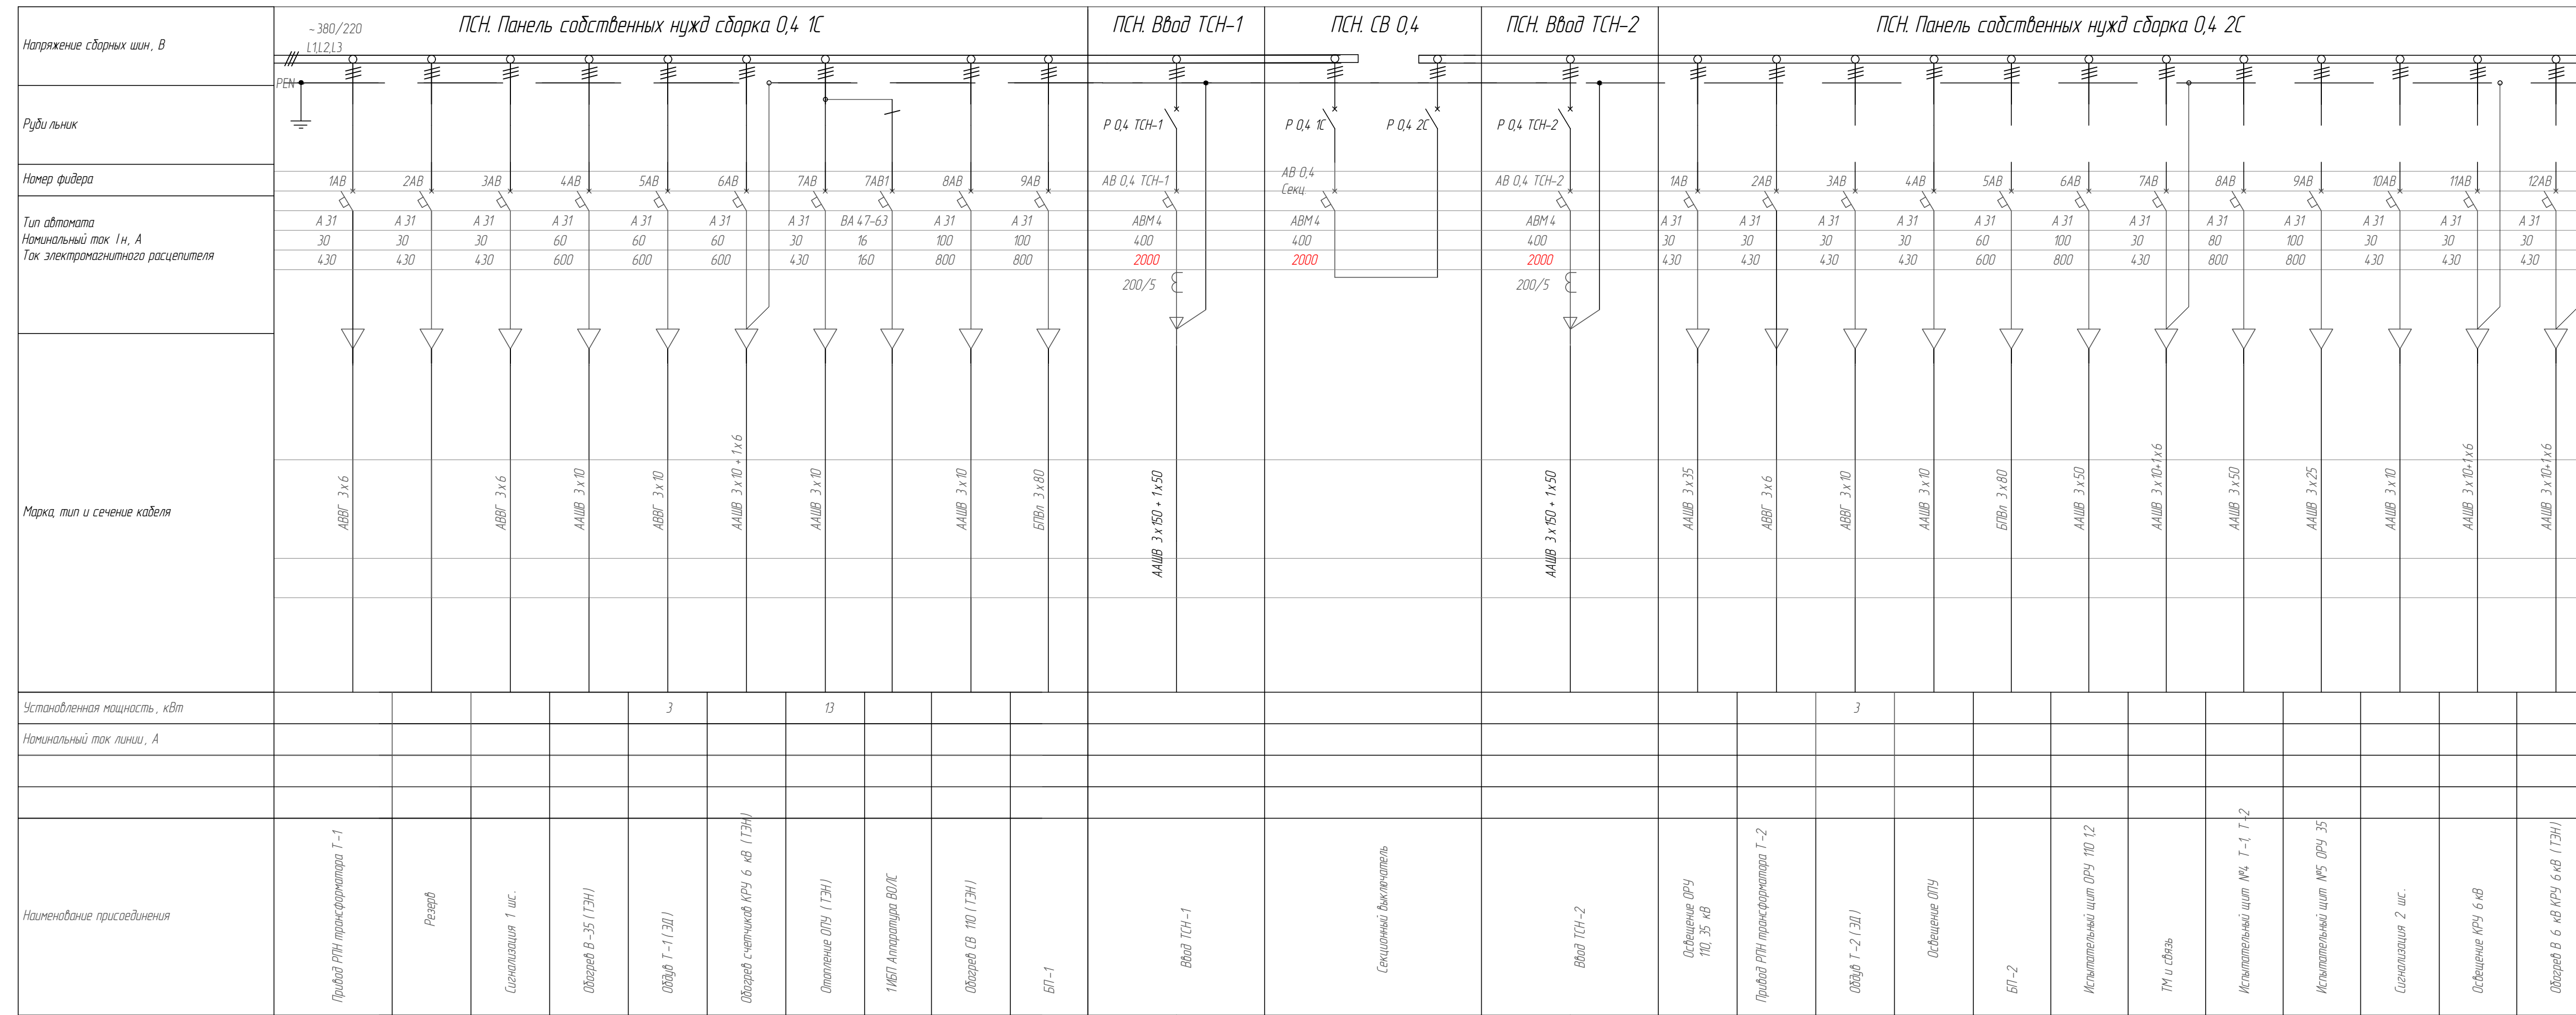 Напряжение сборных шин, В
~380/220
L1,L2,L3
PEN
ПСН. Панель собственных нужд сборка 0,4 1С
ПСН. Ввод ТСН-1
ПСН. СВ 0,4
ПСН. Ввод ТСН-2
ПСН. Панель собственных нужд сборка 0,4 2С
Рубильник
Р 0,4 ТСН-1
Р 0,4 1С
Р 0,4 2С
Р 0,4 ТСН-2
Номер фидера
1АВ 2АВ 3АВ 4АВ 5АВ 6АВ 7АВ 7АВ1 8АВ 9АВ АВ 0,4 ТСН-1
АВ 0,4
Секц.
АВ 0,4 ТСН-2 1АВ 2АВ 3АВ 4АВ 5АВ 6АВ 7АВ 8АВ 9АВ 10АВ 11АВ 12АВ
Тип автомата
А 31 А 31 А 31 А 31 А 31 А 31 А 31 ВА 47-63 А 31 А 31 АВМ 4 АВМ 4 АВМ 4 А 31 А 31 А 31 А 31 А 31 А 31 А 31 А 31 А 31 А 31 А 31 А 31
Номинальный ток Iн, А
30 30 30 60 60 60 30 16 100 100 400 400 400 30 30 30 30 60 100 30 80 100 30 30 30
Ток электромагнитного расцепителя
430 430 430 600 600 600 430 160 800 800 2000 2000 2000 430 430 430 430 600 800 430 800 800 430 430 430
200/5 200/5
Марка, тип и сечение кабеля
АВВГ 3х6
АВВГ 3х6
ААШВ 3х10
АВВГ 3х10
ААШВ 3х10 + 1х6
ААШВ 3х10
ААШВ 3х10
БПВл 3х80
ААШВ 3х150 + 1х50
ААШВ 3х150 + 1х50
ААШВ 3х35
АВВГ 3х6
АВВГ 3х10
ААШВ 3х10
БПВл 3х80
ААШВ 3х50
ААШВ 3х10+1х6
ААШВ 3х50
ААШВ 3х25
ААШВ 3х10
ААШВ 3х10+1х6
ААШВ 3х10+1х6
Установленная мощность, кВт
3 13 3
Номинальный ток линии, А
Наименование присоединения
Привод РПН трансформатора Т-1
Резерв
Сигнализация 1 шс.
Обогрев В-35 (ТЭН)
Обдув Т-1 (ЭД)
Обогрев счетчиков КРУ 6 кВ (ТЭН)
Отопление ОПУ (ТЭН)
1 ИБП Аппаратура ВОЛС
Обогрев СВ 110 (ТЭН)
БП-1
Ввод ТСН-1
Секционный выключатель
Ввод ТСН-2
Освещение ОРУ
110, 35 кВ
Привод РПН трансформатора Т-2
Обдув Т-2 (ЭД)
Освещение ОПУ
БП-2
Испытательный щит ОРУ 110 1,2
ТМ и связь
Испытательный щит №4 Т-1, Т-2
Испытательный щит №5 ОРУ 35
Сигнализация 2 шс.
Освещение КРУ 6 кВ
Обогрев В 6 кВ КРУ 6 кВ (ТЭН)